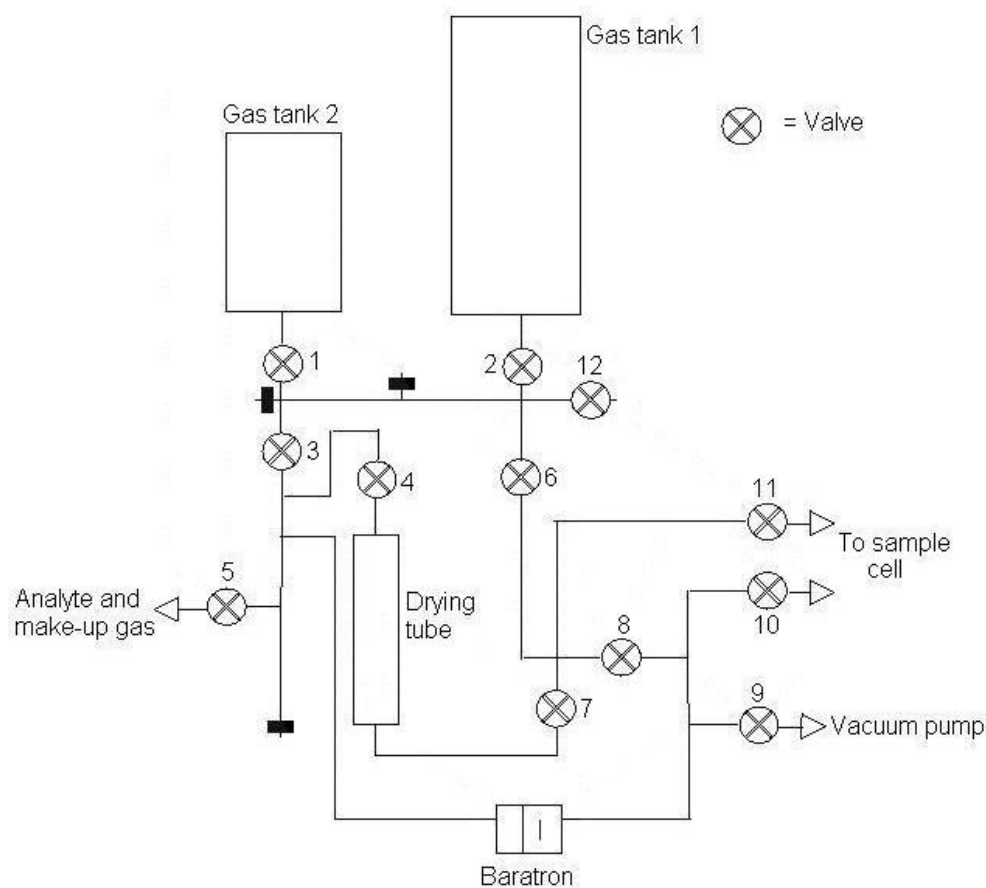 Gas tank 1
Gas tank 2
= Valve
1
2
12
3
4
6
11
To sample
cell
5
Analyte and
make-up gas
Drying
tube
10
8
7
9
Vacuum pump
Baratron